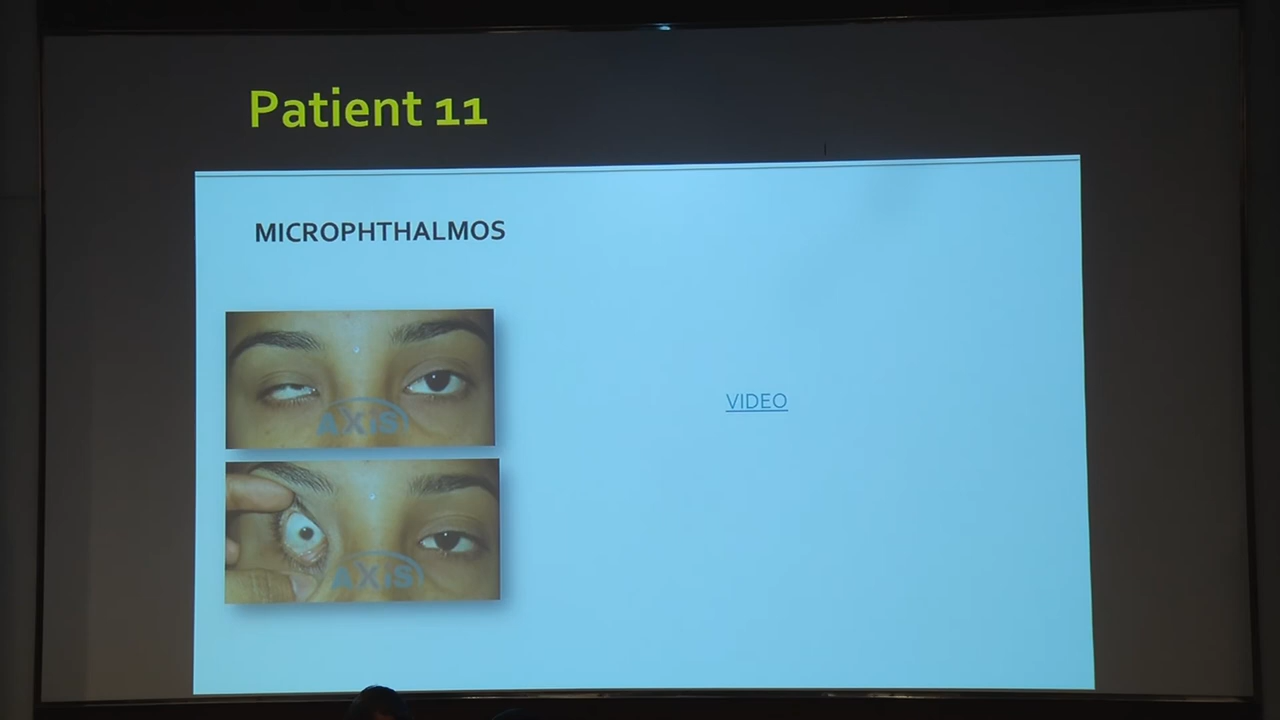 Patient 11
MICROPHTHALMOS
AXiS
VIDEO
AXiS